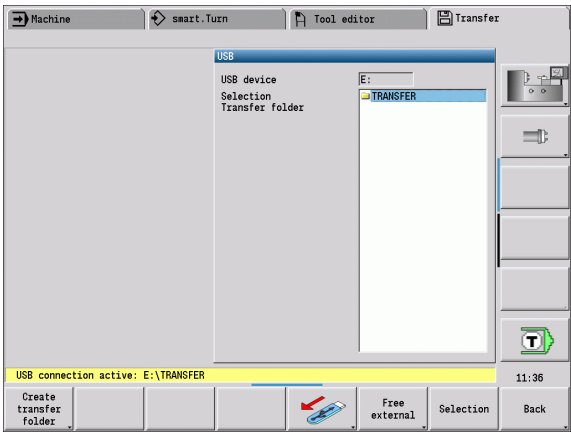 Machine
smart.Turn
Tool editor
Transfer
USB
USB device
E:
Selection
Transfer folder
TRANSFER
T
USB connection active: E:\TRANSFER
11:36
Create
transfer
folder
Free
external
Selection
Back